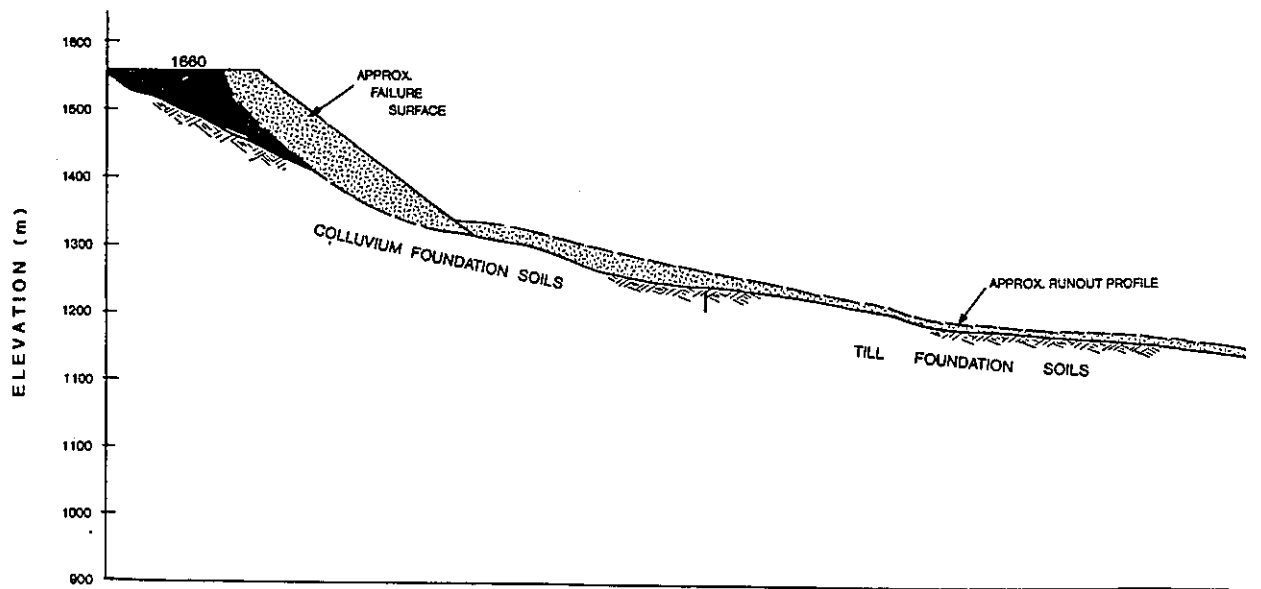 1600
1660
APPROX.
FAILURE
SURFACE
1500
1400
1300
COLLUVIUM FOUNDATION SOILS
ELEVATION (m)
1200
APPROX. RUNOUT PROFILE
TILL FOUNDATION SOILS
1100
1100
1000
900